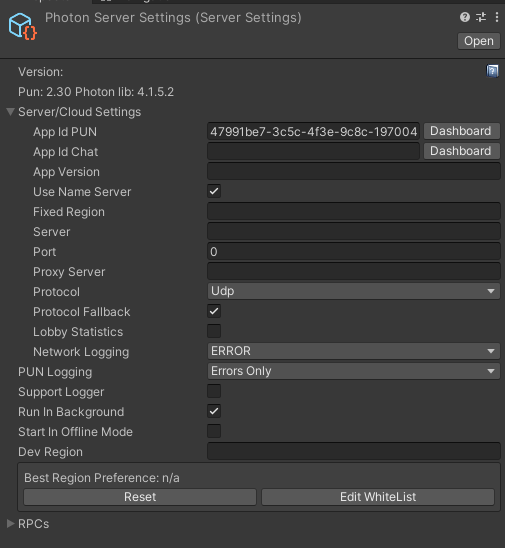 Photon Server Settings (Server Settings)
Open
Version:
Pun: 2.30 Photon lib: 4.1.5.2
Server/Cloud Settings
App Id PUN 47991be7-3c5c-4f3e-9c8c-197004 Dashboard
App Id Chat Dashboard
App Version
Use Name Server
Fixed Region
Server
Port 0
Proxy Server
Protocol Udp
Protocol Fallback
Lobby Statistics
Network Logging ERROR
PUN Logging Errors Only
Support Logger
Run In Background
Start In Offline Mode
Dev Region
Best Region Preference: n/a
Reset Edit WhiteList
RPCs